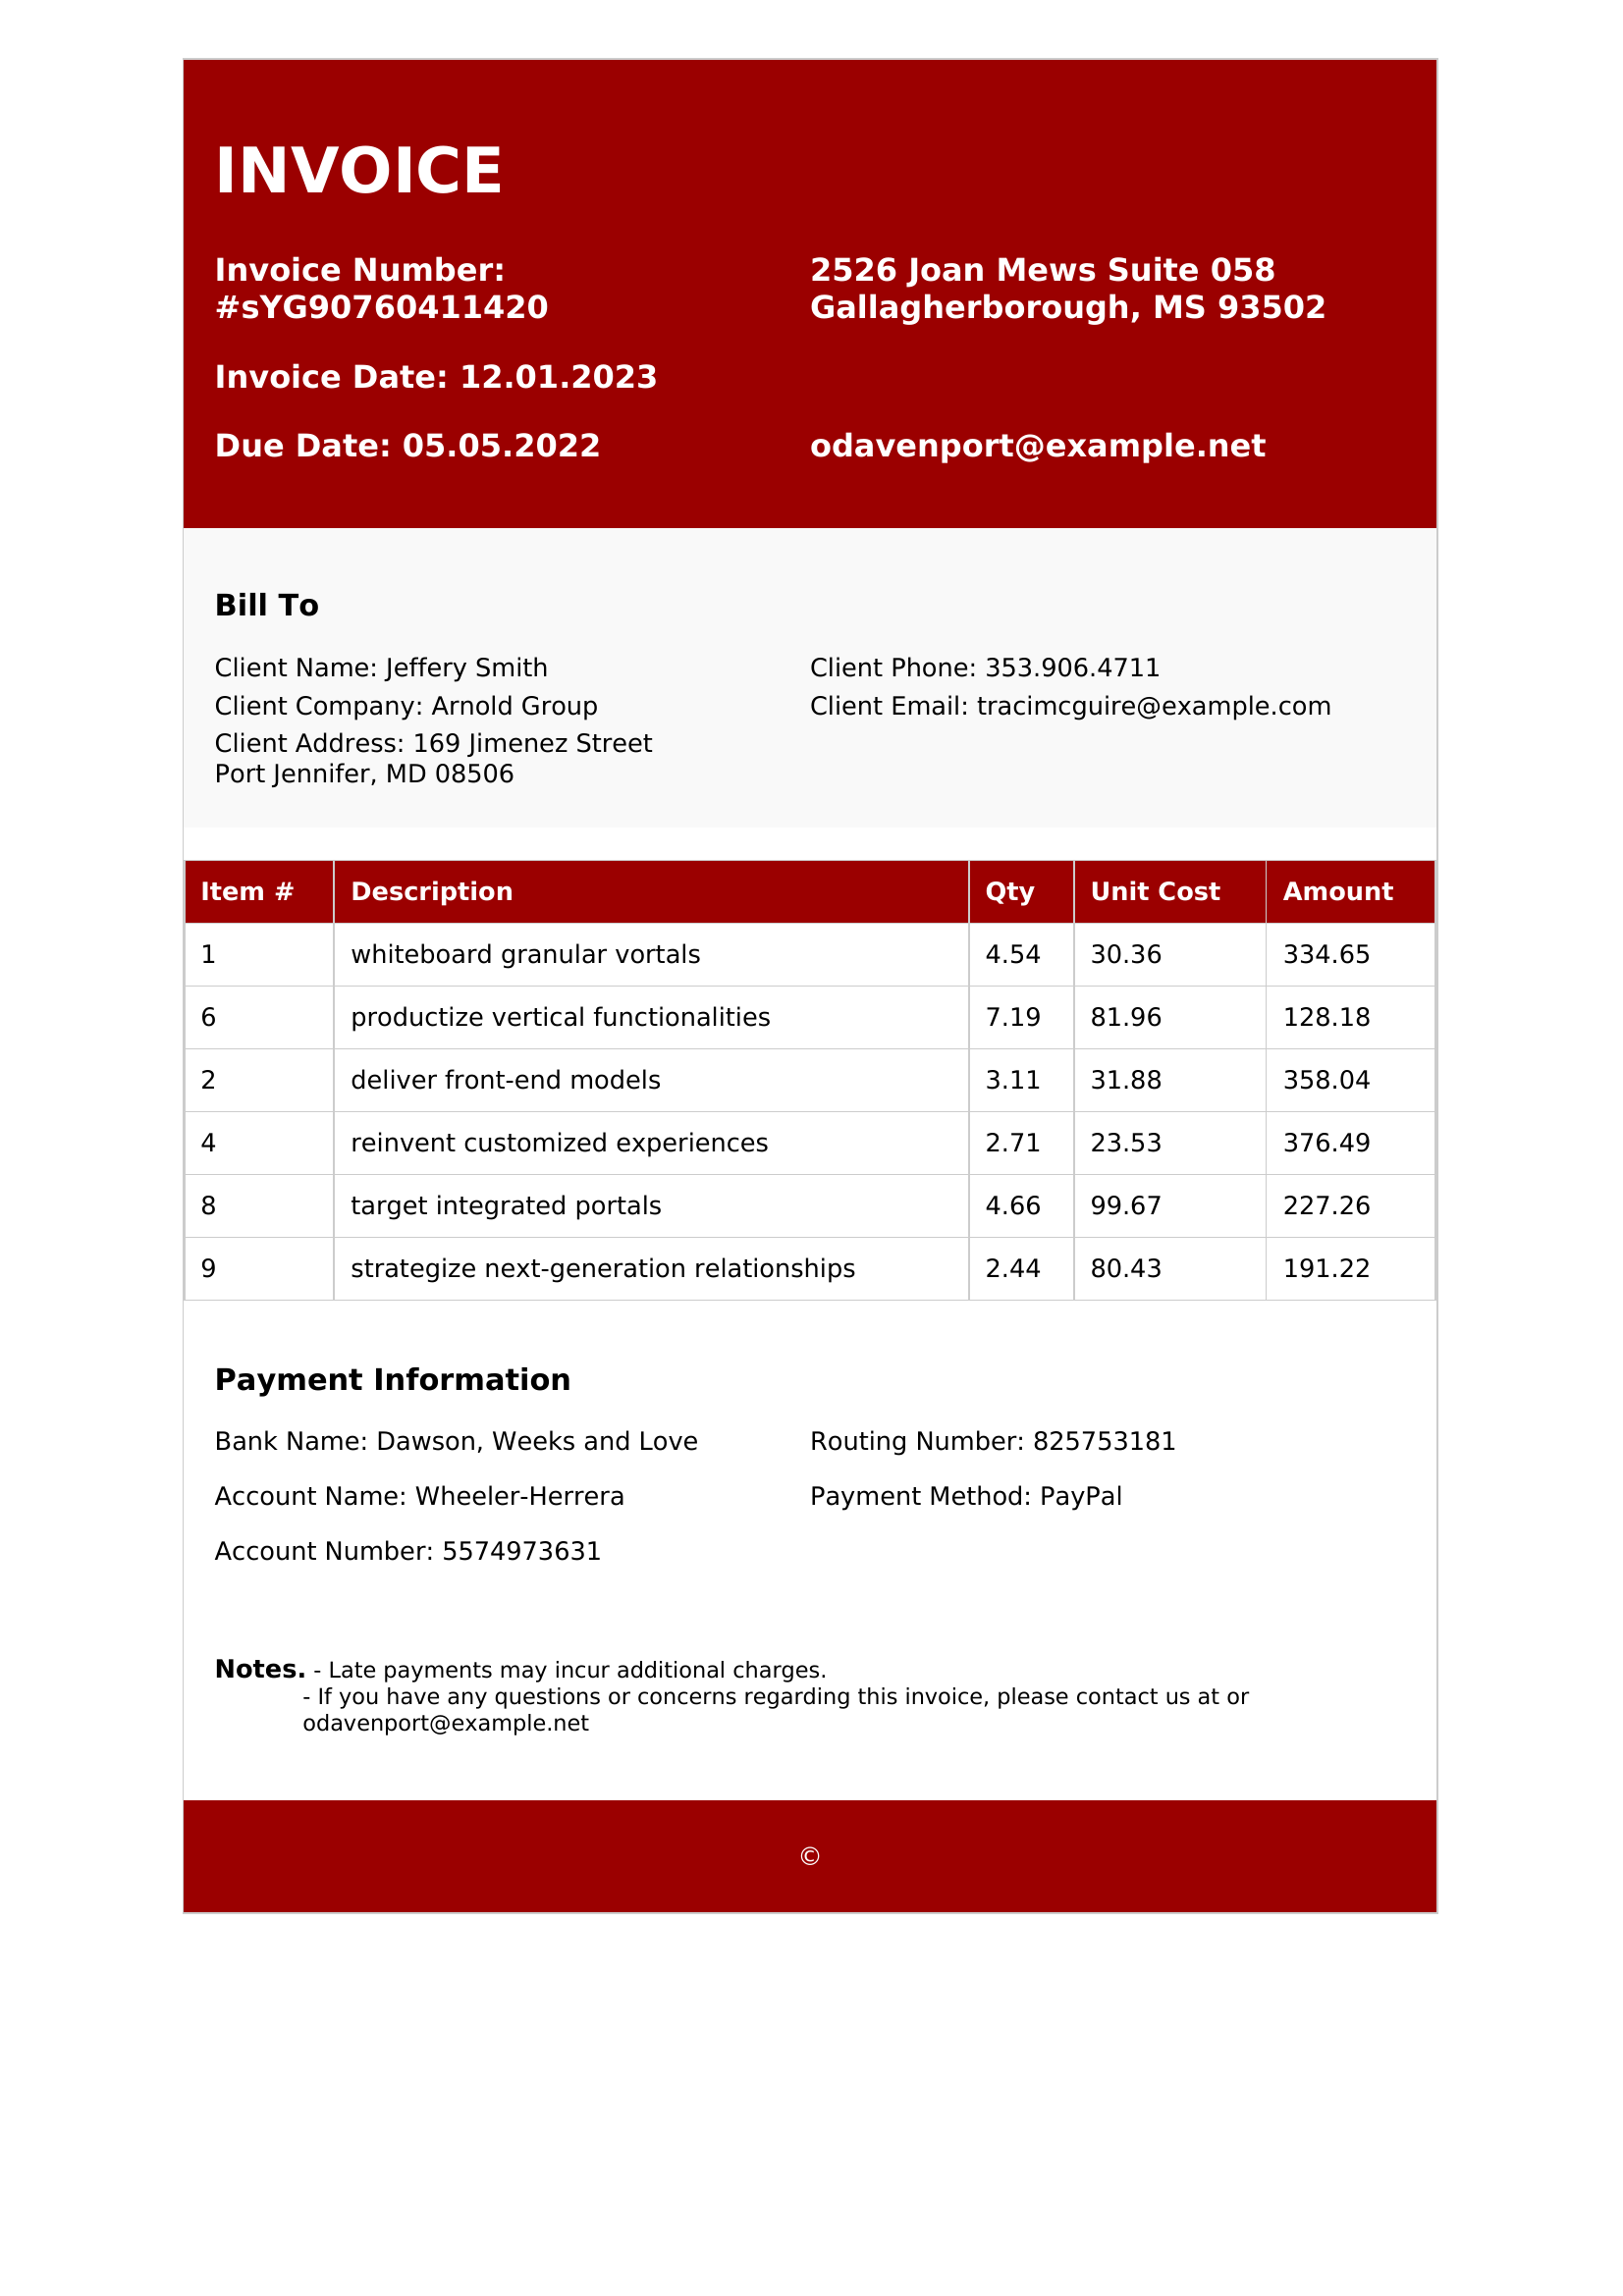 INVOICE
Invoice Number:
#sYG90760411420
2526 Joan Mews Suite 058
Gallagherborough, MS 93502
Invoice Date: 12.01.2023
Due Date: 05.05.2022
odavenport@example.net
Bill To
Client Name: Jeffery Smith
Client Phone: 353.906.4711
Client Company: Arnold Group
Client Email: tracimcguire@example.com
Client Address: 169 Jimenez Street
Port Jennifer, MD 08506
Item # Description Qty Unit Cost Amount
1 whiteboard granular vortals 4.54 30.36 334.65
6 productize vertical functionalities 7.19 81.96 128.18
2 deliver front-end models 3.11 31.88 358.04
4 reinvent customized experiences 2.71 23.53 376.49
8 target integrated portals 4.66 99.67 227.26
9 strategize next-generation relationships 2.44 80.43 191.22
Payment Information
Bank Name: Dawson, Weeks and Love
Routing Number: 825753181
Account Name: Wheeler-Herrera
Payment Method: PayPal
Account Number: 5574973631
Notes. - Late payments may incur additional charges.
- If you have any questions or concerns regarding this invoice, please contact us at or
odavenport@example.net
©